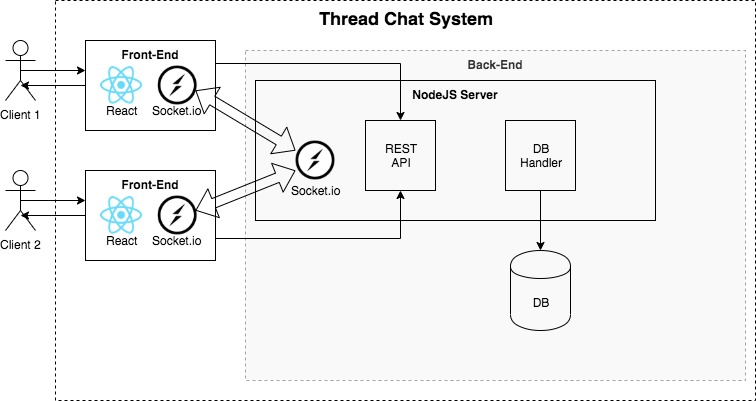 Thread Chat System
Front-End
React
Socket.io
Client 1
Back-End
NodeJS Server
REST
API
DB
Handler
Socket.io
Front-End
React
Socket.io
Client 2
DB